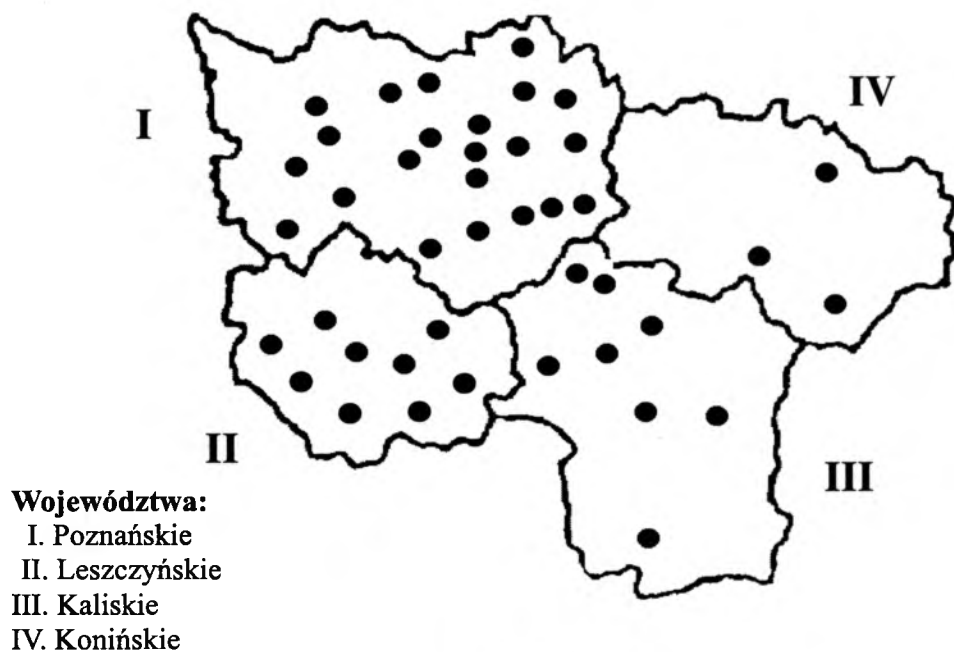 IV
I
II
III
Województwa:
I. Poznańskie
II. Leszczyńskie
III. Kaliskie
IV. Konińskie